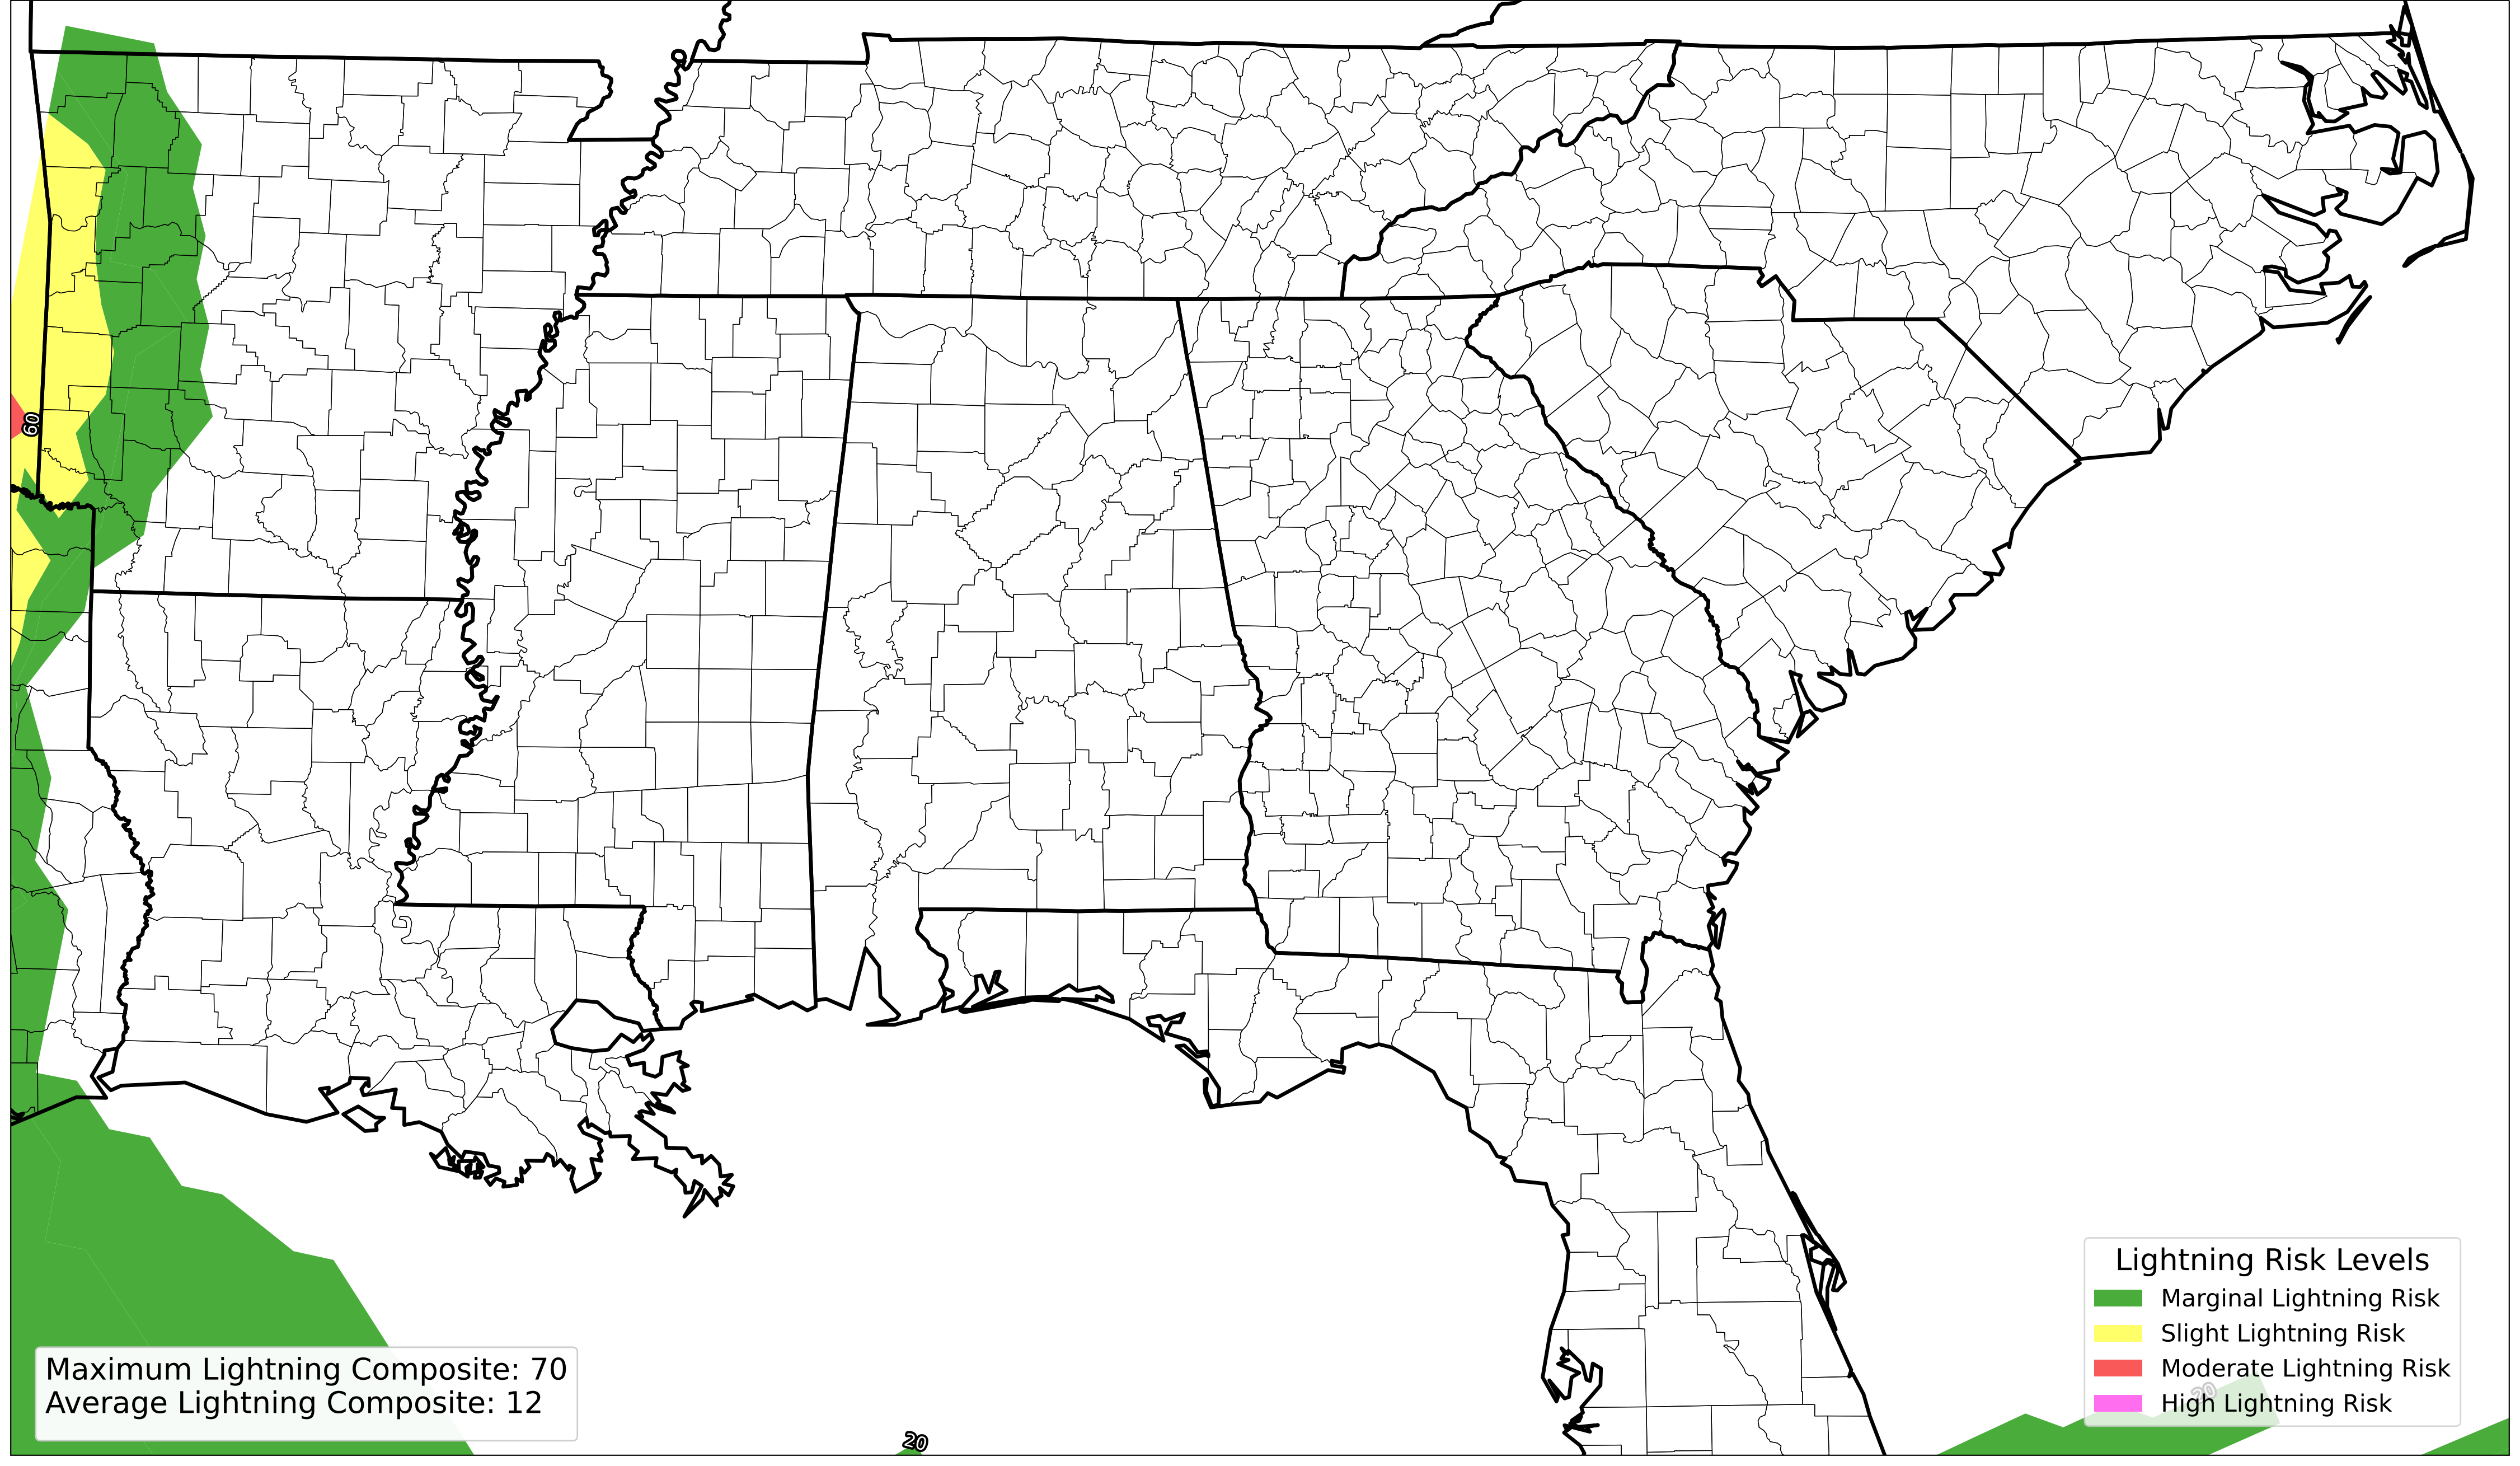 60
Lightning Risk Levels
Marginal Lightning Risk
Slight Lightning Risk
Moderate Lightning Risk
20
High Lightning Risk
Maximum Lightning Composite: 70
Average Lightning Composite: 12
20